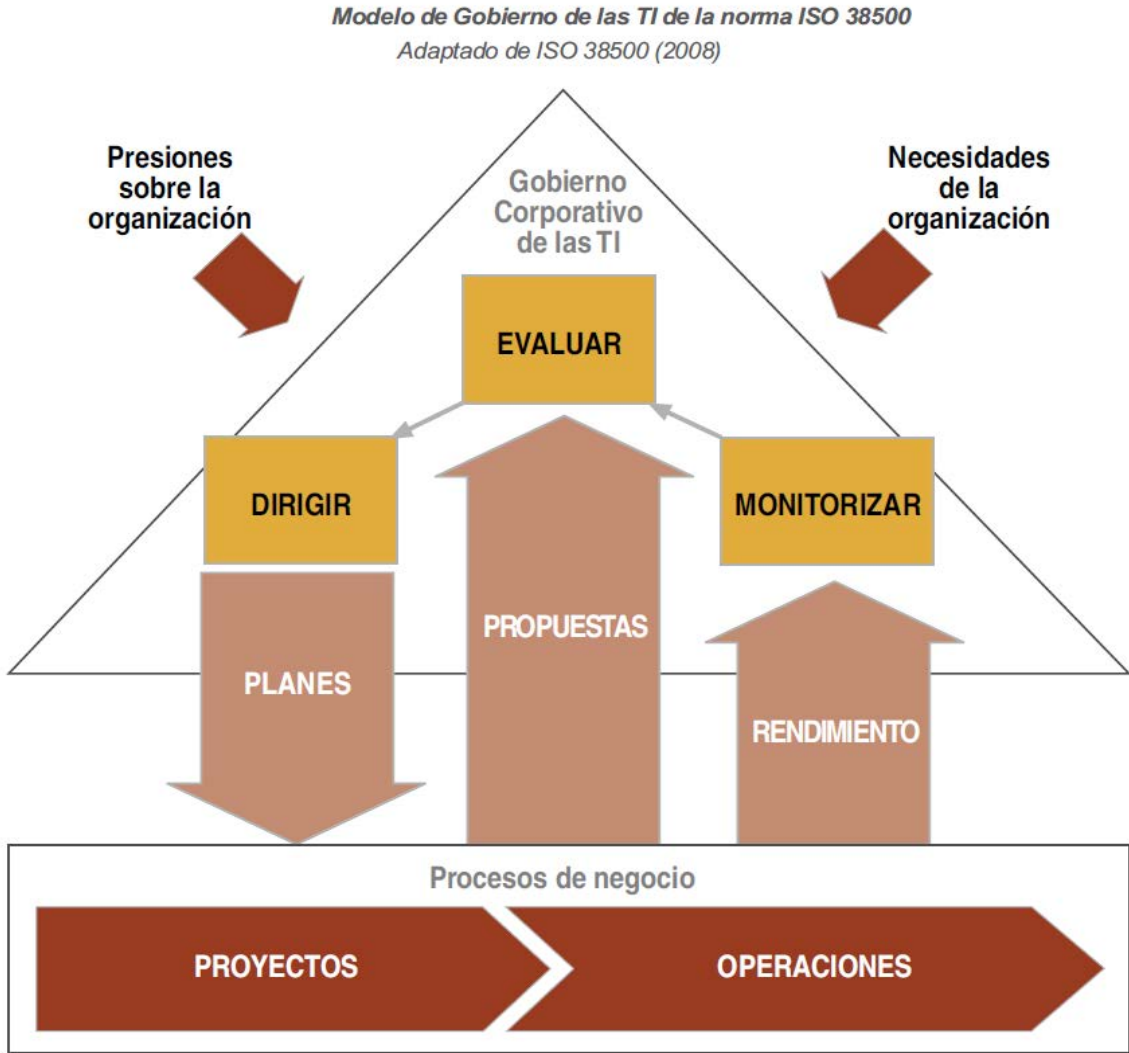 Modelo de Gobierno de las TI de la norma ISO 38500
Adaptado de ISO 38500 (2008)
Presiones
sobre la
organización
Necesidades
de la
organización
Gobierno
Corporativo
de las TI
EVALUAR
DIRIGIR
MONITORIZAR
PROPUESTAS
PLANES
RENDIMIENTO
Procesos de negocio
PROYECTOS
OPERACIONES